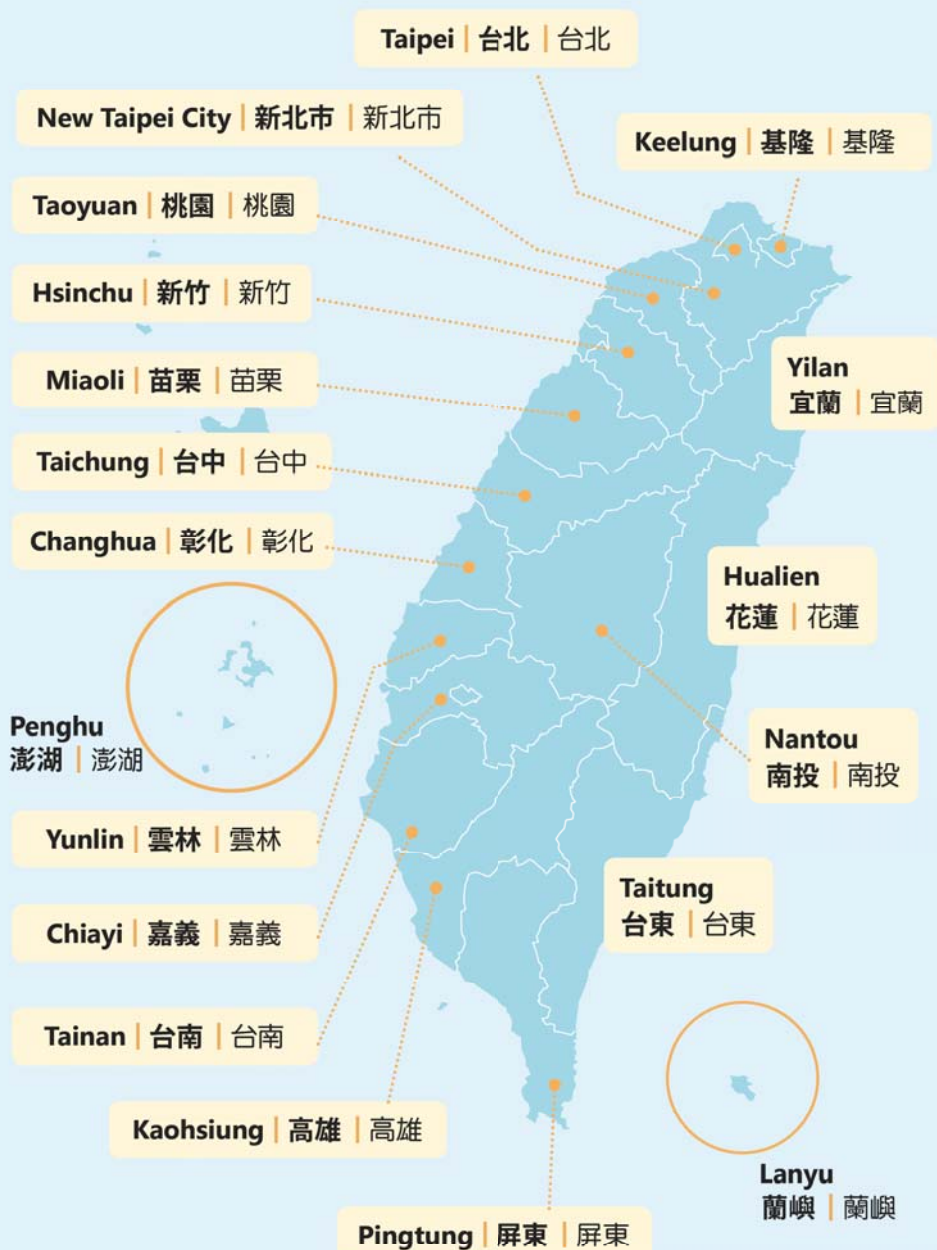 Taipei | 台北 | 台北
New Taipei City | 新北市 | 新北市
Keelung | 基隆 | 基隆
Taoyuan | 桃園 | 桃園
Hsinchu | 新竹 | 新竹
Miaoli | 苗栗 | 苗栗
Yilan
宜蘭 | 宜蘭
Taichung | 台中 | 台中
Changhua | 彰化 | 彰化
Hualien
花蓮 | 花蓮
Penghu
澎湖 | 澎湖
Nantou
南投 | 南投
Yunlin | 雲林 | 雲林
Taitung
台東 | 台東
Chiayi | 嘉義 | 嘉義
Tainan | 台南 | 台南
Kaohsiung | 高雄 | 高雄
Lanyu
蘭嶼 | 蘭嶼
Pingtung | 屏東 | 屏東